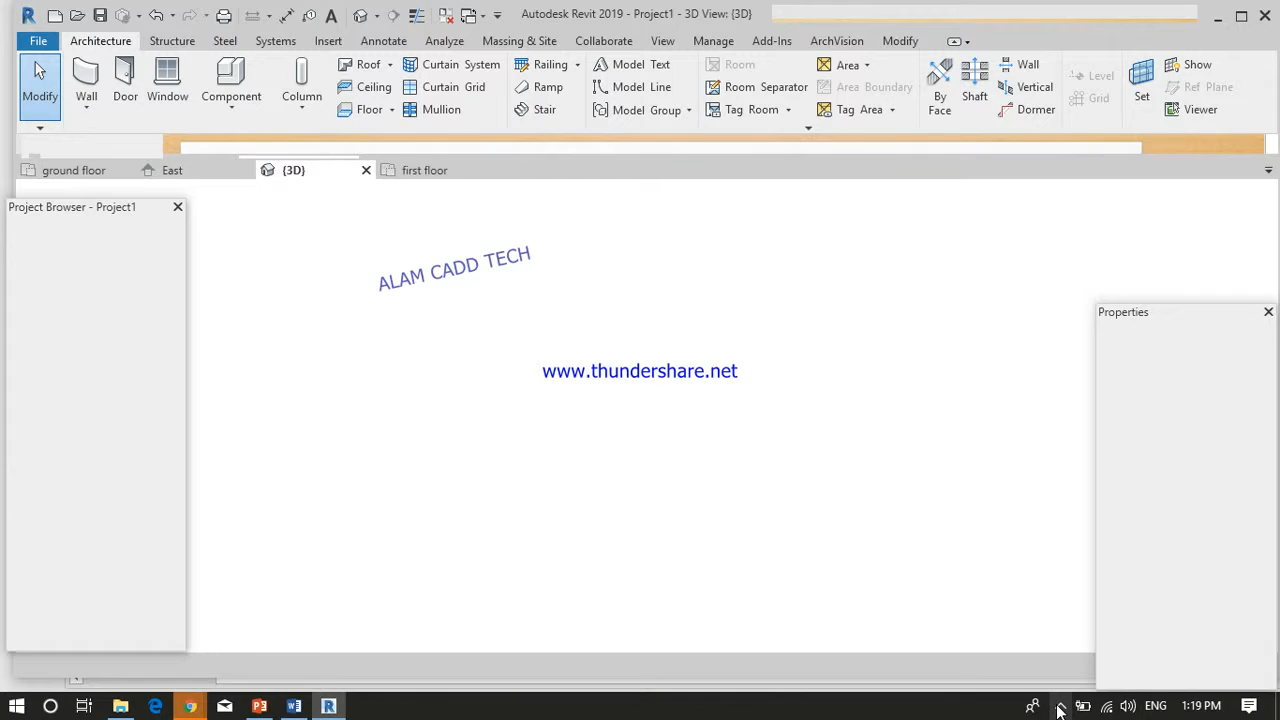 Autodesk Revit 2019 - Project1 - 3D View: {3D}
File Architecture Structure Steel Systems Insert Annotate Analyze Massing & Site Collaborate View Manage Add-Ins ArchVision Modify
Modify Wall Door Window Component Column
Roof Curtain System Railing Model Text Room Area Wall Level Show
Ceiling Curtain Grid Ramp Model Line Room Separator Area Boundary Vertical Grid Ref Plane
Floor Mullion Stair Model Group Tag Room Tag Area Dormer Viewer
By Face Shaft Set
ground floor East {3D} first floor
Project Browser - Project1
ALAM CADD TECH
Properties
www.thundershare.net
ENG 1:19 PM